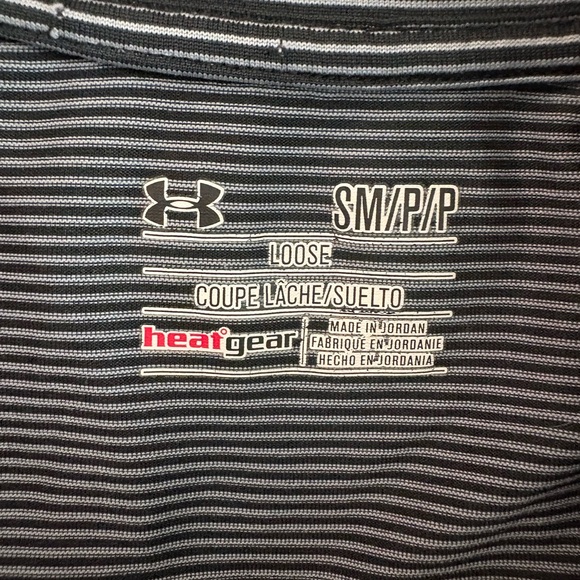 SM/P/P
LOOSE
COUPE LÂCHE/SUELTO
heatgear
MADE IN JORDAN
FABRIQUÉ EN JORDANIE
HECHO EN JORDANIA